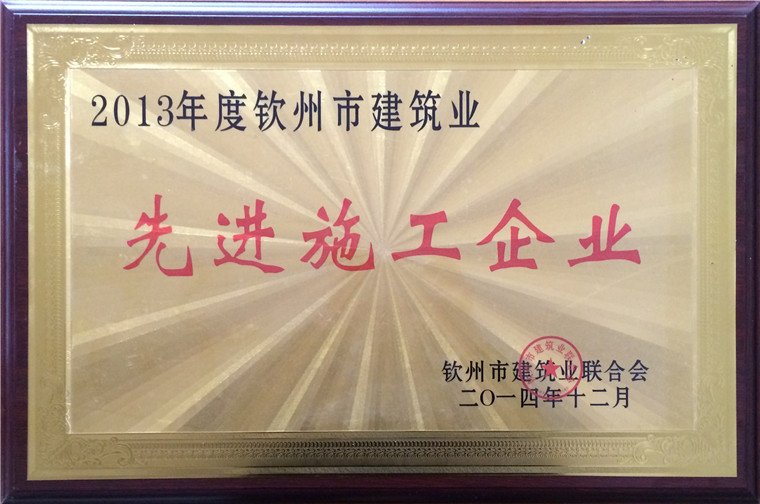 2013年度钦州市建筑业
先进施工企业
钦州市建筑业联合会
二〇一四年十二月